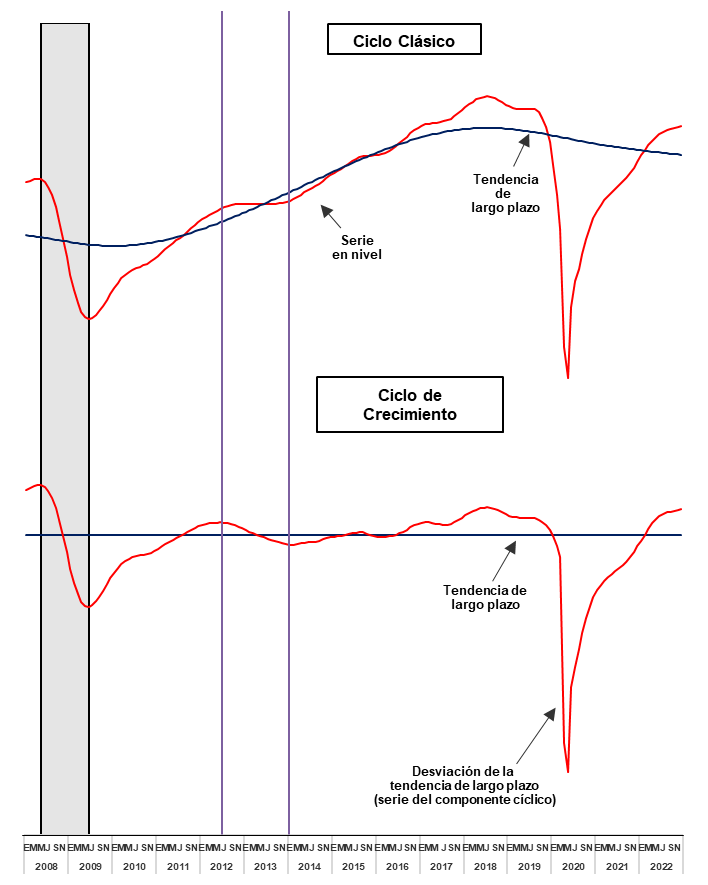 Ciclo Clásico
Tendencia
de
largo plazo
Serie
en nivel
Ciclo de
Crecimiento
Tendencia de
largo plazo
Desviación de la
tendencia de largo plazo
(serie del componente cíclico)
EMMJ SN EMMJ SN EMMJ SN EMMJ SN EMMJ SN EMMJ SN EMMJ SN EMMJ SN EMMJ SN EMMJ SN EMMJ SN EMMJ SN EMMJ SN EMMJ SN EMMJ SN
2008 2009 2010 2011 2012 2013 2014 2015 2016 2017 2018 2019 2020 2021 2022